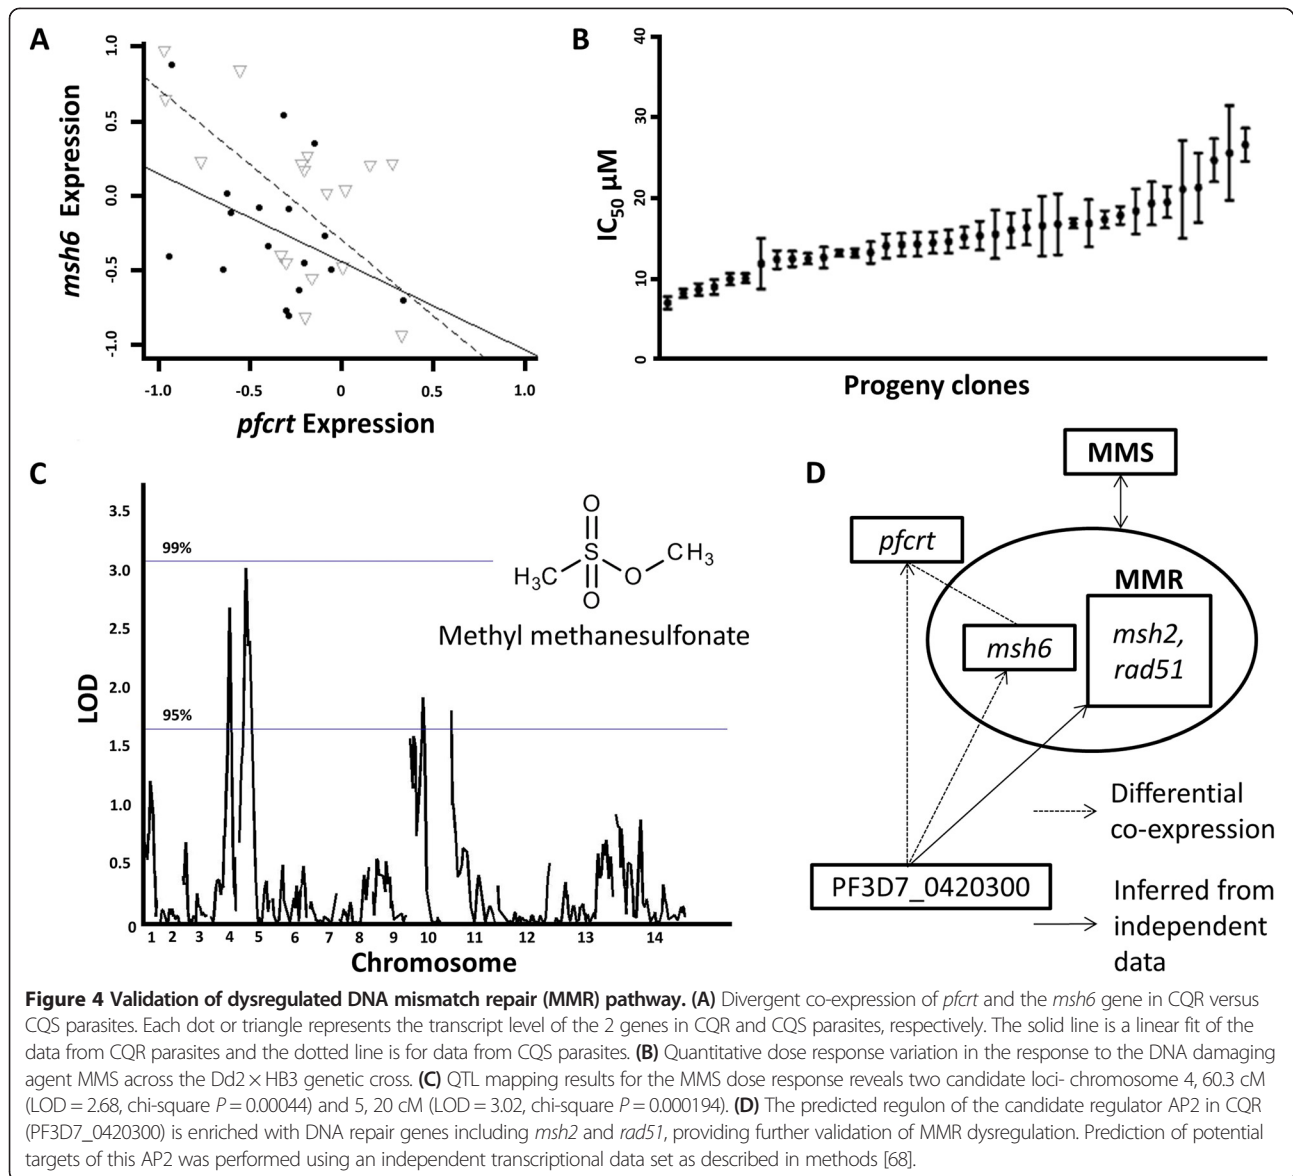 A
1.0
0.5
0.0
-0.5
-1.0
msh6 Expression
-1.0 -0.5 0 0.5 1.0
pfcrt Expression
B
40
30
20
10
0
IC50 μM
Progeny clones
C
3.5
99%
3.0
2.5
2.0
95%
1.5
1.0
0.5
0
LOD
O
S CH3
H3C O
O
Methyl methanesulfonate
1 2 3 4 5 6 7 8 9 10 11 12 13 14
Chromosome
D
MMS
pfcrt
MMR
msh2,
rad51
msh6
PF3D7_0420300
Differential
co-expression
Inferred from
independent
data
Figure 4 Validation of dysregulated DNA mismatch repair (MMR) pathway. (A) Divergent co-expression of pfcrt and the msh6 gene in CQR versus
CQS parasites. Each dot or triangle represents the transcript level of the 2 genes in CQR and CQS parasites, respectively. The solid line is a linear fit of the
data from CQR parasites and the dotted line is for data from CQS parasites. (B) Quantitative dose response variation in the response to the DNA damaging
agent MMS across the Dd2 × HB3 genetic cross. (C) QTL mapping results for the MMS dose response reveals two candidate loci- chromosome 4, 60.3 cM
(LOD = 2.68, chi-square P = 0.00044) and 5, 20 cM (LOD = 3.02, chi-square P = 0.000194). (D) The predicted regulon of the candidate regulator AP2 in CQR
(PF3D7_0420300) is enriched with DNA repair genes including msh2 and rad51, providing further validation of MMR dysregulation. Prediction of potential
targets of this AP2 was performed using an independent transcriptional data set as described in methods [68].